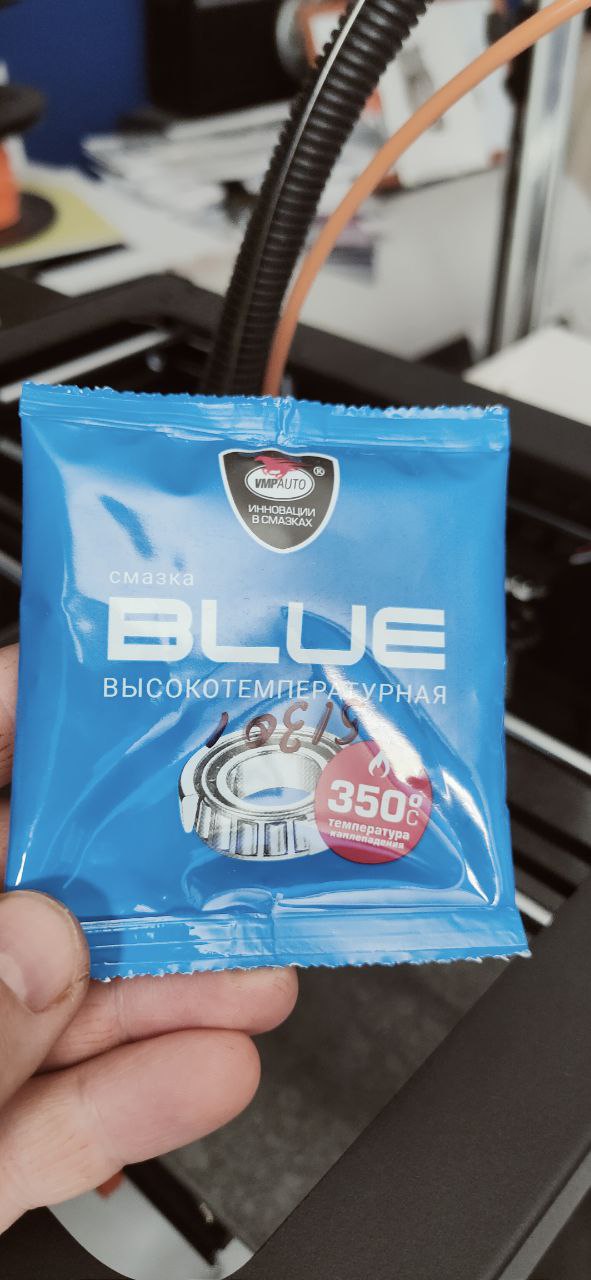 VMPAUTO ®
ИННОВАЦИИ
В СМАЗКАХ
смазка
BLUE
ВЫСОКОТЕМПЕРАТУРНАЯ
350°C
температура
каплепадения